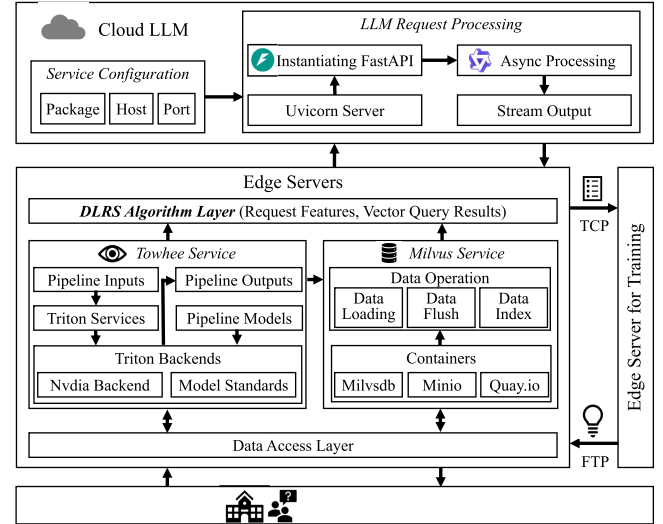 Cloud LLM
LLM Request Processing
Service Configuration
Package
Host
Port
Instantiating FastAPI
Async Processing
Uvicorn Server
Stream Output
Edge Servers
DLRS Algorithm Layer (Request Features, Vector Query Results)
Towhee Service
Pipeline Inputs
Pipeline Outputs
Triton Services
Pipeline Models
Triton Backends
Nvdia Backend
Model Standards
Milvus Service
Data Operation
Data
Loading
Data
Flush
Data
Index
Containers
Milvsdb
Minio
Quay.io
Data Access Layer
TCP
FTP
Edge Server for Training
?